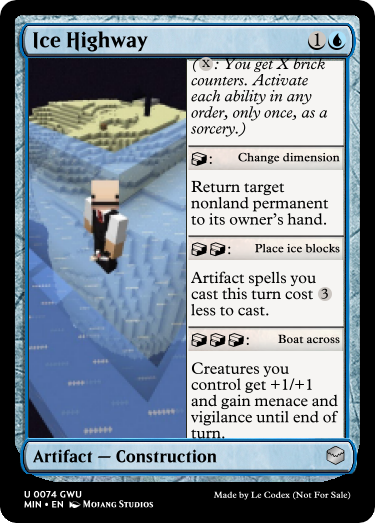 Ice Highway 1
(X: You get X brick
counters. Activate
each ability in any
order, only once, as a
sorcery.)
: Change dimension
Return target
nonland permanent
to its owner's hand.
: Place ice blocks
Artifact spells you
cast this turn cost 3
less to cast.
: Boat across
Creatures you
control get +1/+1
and gain menace and
vigilance until end of
turn.
Artifact — Construction
U 0074 GWU
MIN • EN Mojang Studios
Made by Le Codex (Not For Sale)